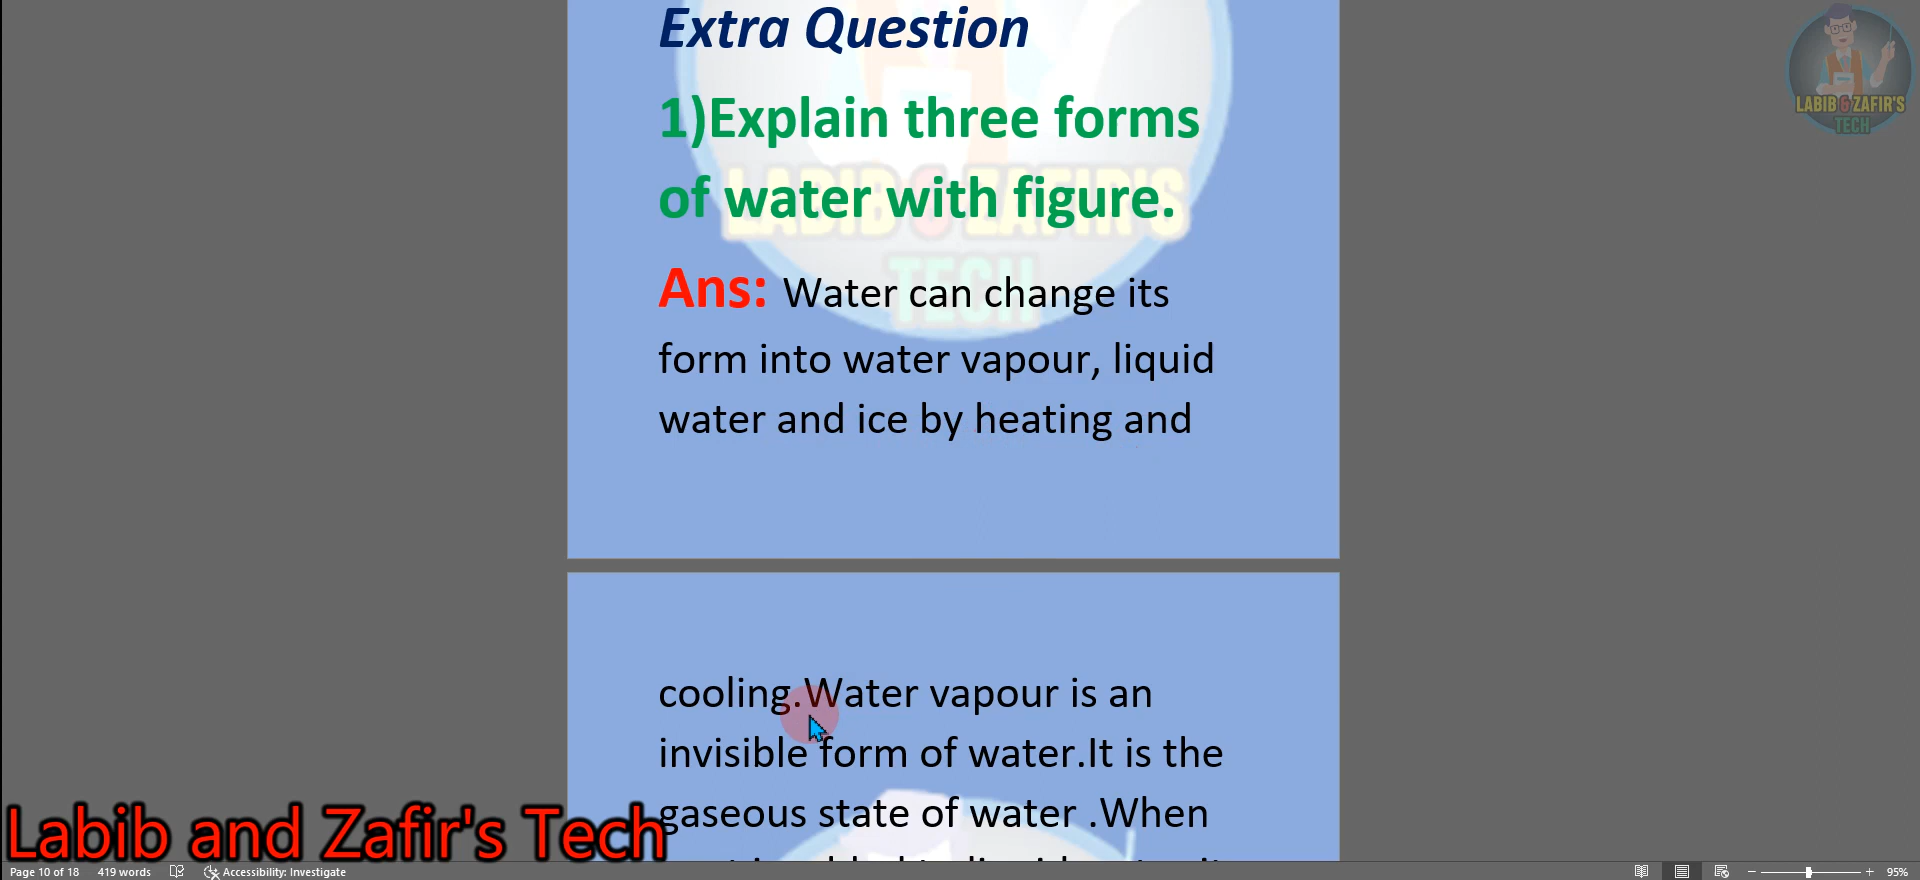 Extra Question
LABIB & ZAFIR'S
TECH
1)Explain three forms
of water with figure.
LABIB & ZAFIR'S
TECH
Ans: Water can change its
form into water vapour, liquid
water and ice by heating and
cooling.Water vapour is an
invisible form of water.It is the
gaseous state of water .When
Labib and Zafir's Tech
Page 10 of 18 419 words Accessibility: Investigate 95%